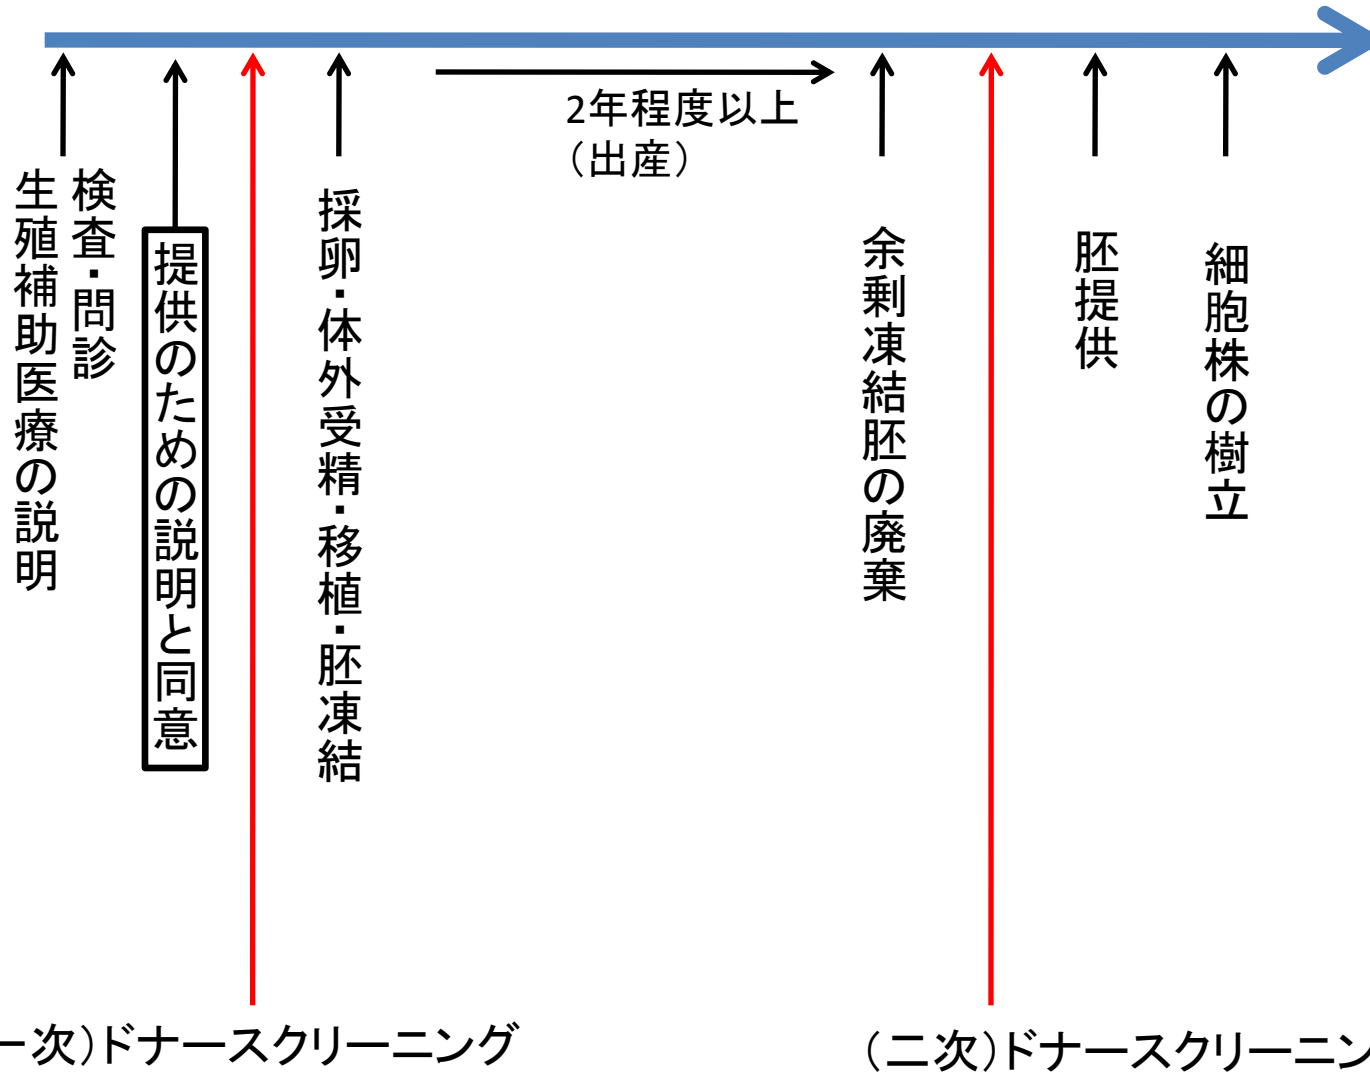 2年程度以上
（出産）
検査・問診
生殖補助医療の説明
提供のための説明と同意
採卵・体外受精・移植・胚凍結
余剰凍結胚の廃棄
胚提供
細胞株の樹立
一次）ドナースクリーニング
（二次）ドナースクリーニン